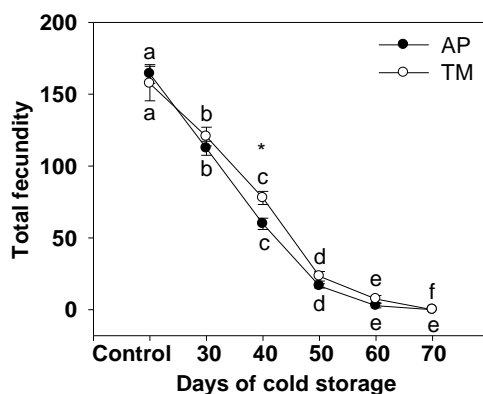 200
150
100
50
0
Total fecundity
AP
TM
a
a
b
b
*
c
c
d
d
e
e
f
e
Control 30 40 50 60 70
Days of cold storage